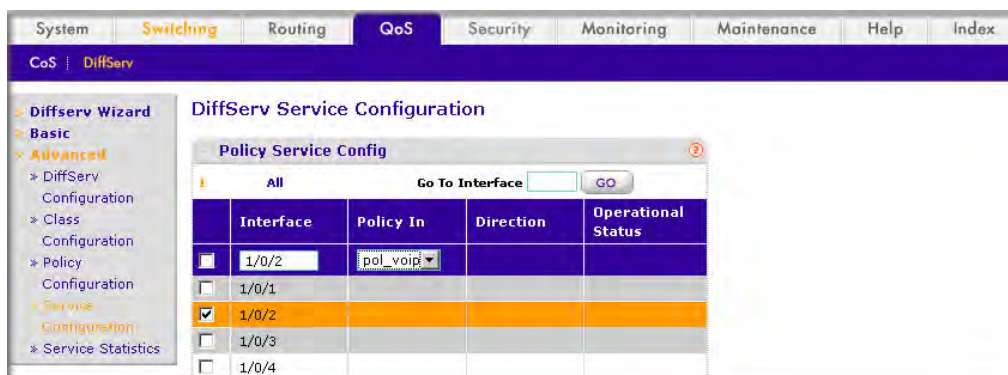 System Switching Routing QoS Security Monitoring Maintenance Help Index
CoS | DiffServ
Diffserv Wizard
Basic
Advanced
» DiffServ
Configuration
» Class
Configuration
» Policy
Configuration
» Service
Configuration
» Service Statistics
DiffServ Service Configuration
Policy Service Config
1 All Go To Interface GO
Interface Policy In Direction Operational
Status
1/0/2 pol_voip
1/0/1
1/0/2
1/0/3
1/0/4